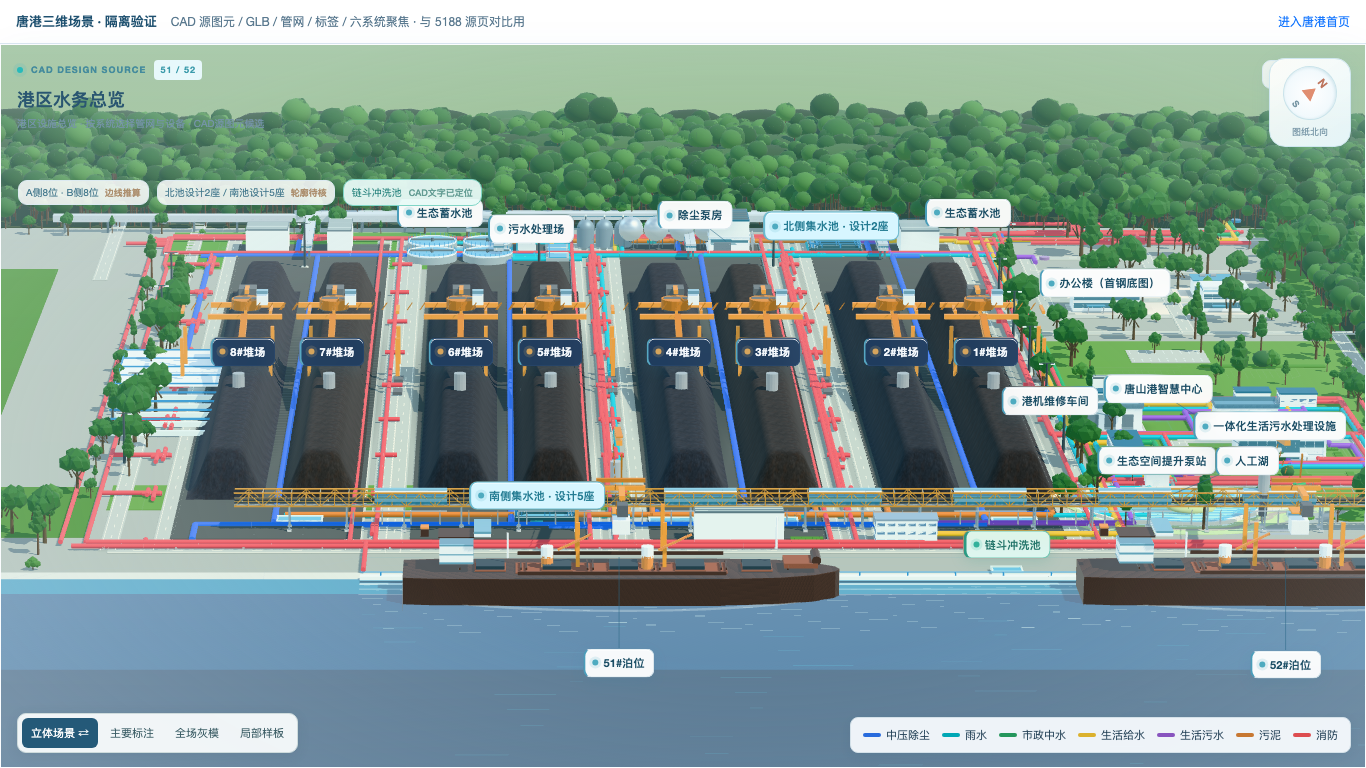 唐港三维场景 · 隔离验证 CAD 源图元 / GLB / 管网 / 标签 / 六系统聚焦 · 与 5188 源页对比用 进入唐港首页
CAD DESIGN SOURCE 51 / 52
港区水务总览
N
S
图纸北向
A侧8位 · B侧8位 边线推算
北池设计2座 / 南池设计5座 轮廓待核
链斗冲洗池 CAD文字已定位
生态蓄水池
污水处理场
除尘泵房
北侧集水池 · 设计2座
生态蓄水池
办公楼（首钢底图）
8#堆场
7#堆场
6#堆场
5#堆场
4#堆场
3#堆场
2#堆场
1#堆场
唐山港智慧中心
港机维修车间
一体化生活污水处理设施
生态空间提升泵站
人工湖
南侧集水池 · 设计5座
链斗冲洗池
51#泊位
52#泊位
立体场景 ⇄ 主要标注 全场灰模 局部样板
中压除尘 雨水 市政中水 生活给水 生活污水 污泥 消防